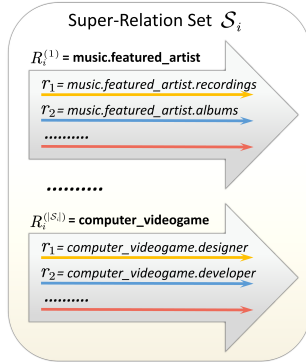 Super-Relation Set 𝒮ᵢ
Rᵢ⁽¹⁾ = music.featured_artist
r₁= music.featured_artist.recordings
r₂= music.featured_artist.albums
..........
..........
Rᵢ⁽|𝒮ᵢ|⁾ = computer_videogame
r₁= computer_videogame.designer
r₂= computer_videogame.developer
..........